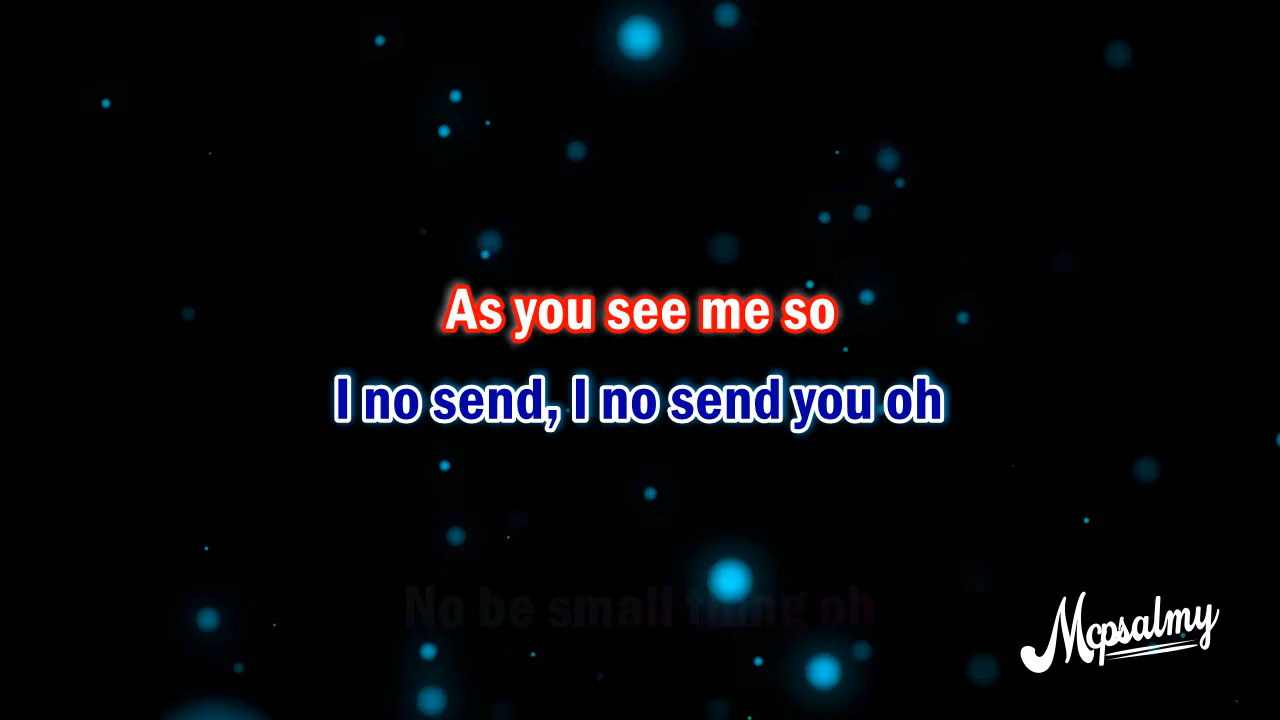 As you see me so
I no send, I no send you oh
No be small thing oh
Mcpsalmy